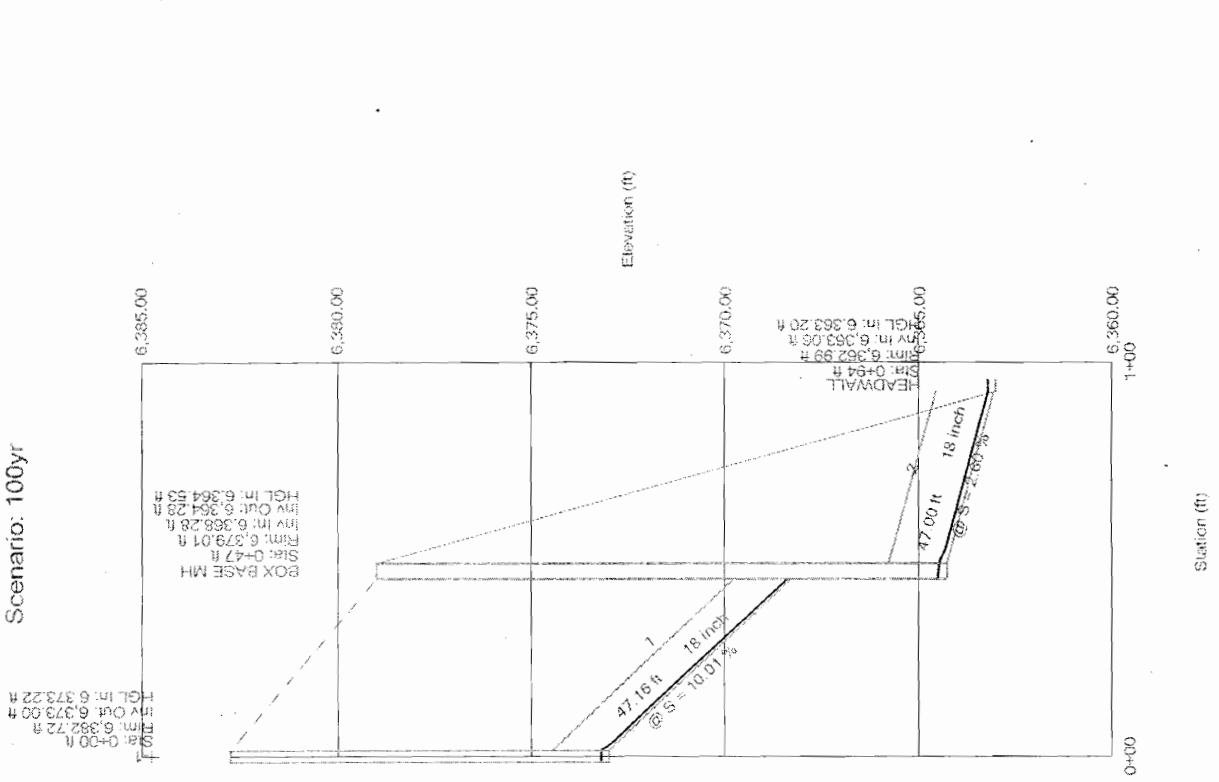 Scenario: 100yr
1
Sta: 0+00 ft
Rim: 6,382.72 ft
Inv Out: 6,373.00 ft
HGL In: 6,373.22 ft
BOX BASE MH
Sta: 0+47 ft
Rim: 6,379.01 ft
Inv In: 6,368.28 ft
Inv Out: 6,364.28 ft
HGL In: 6,364.53 ft
HEADWALL
Sta: 0+94 ft
Rim: 6,362.99 ft
Inv In: 6,363.06 ft
HGL In: 6,363.20 ft
6,385.00
6,380.00
6,375.00
6,370.00
6,365.00
6,360.00
Elevation (ft)
1
47.16 ft
18 inch
@ S = 10.01 %
2
47.00 ft
18 inch
@ S = 2.60 %
0+00
1+00
Station (ft)